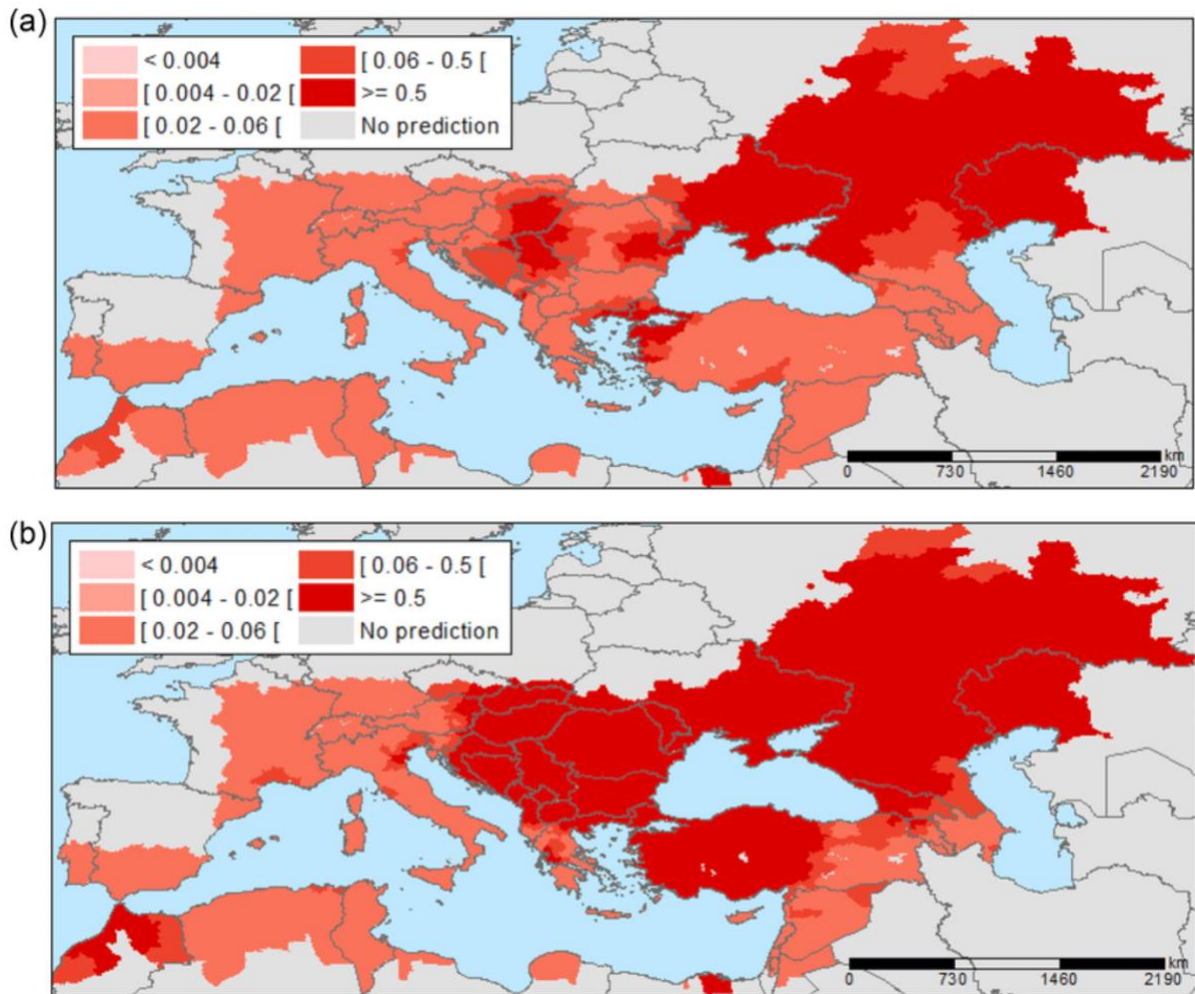 (a)
< 0.004 [ 0.06 - 0.5 [
[ 0.004 - 0.02 [ >= 0.5
[ 0.02 - 0.06 [ No prediction
km
0 730 1460 2190
(b)
< 0.004 [ 0.06 - 0.5 [
[ 0.004 - 0.02 [ >= 0.5
[ 0.02 - 0.06 [ No prediction
km
0 730 1460 2190